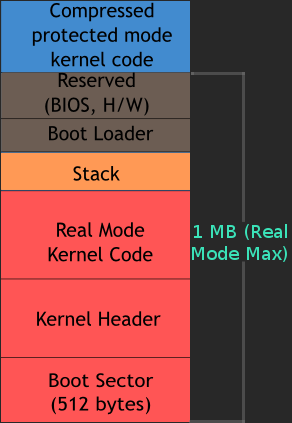 Compressed
protected mode
kernel code
Reserved
(BIOS, H/W)
Boot Loader
Stack
Real Mode
Kernel Code
1 MB (Real
Mode Max)
Kernel Header
Boot Sector
(512 bytes)